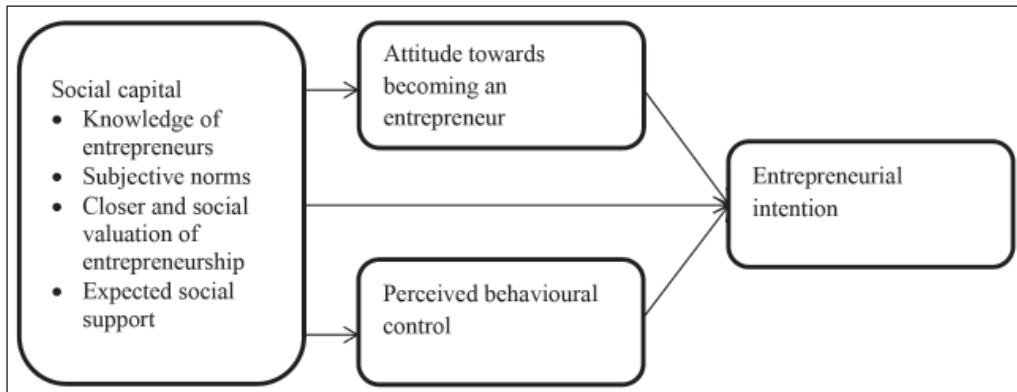 Social capital
• Knowledge of
entrepreneurs
• Subjective norms
• Closer and social
valuation of
entrepreneurship
• Expected social
support
Attitude towards
becoming an
entrepreneur
Perceived behavioural
control
Entrepreneurial
intention